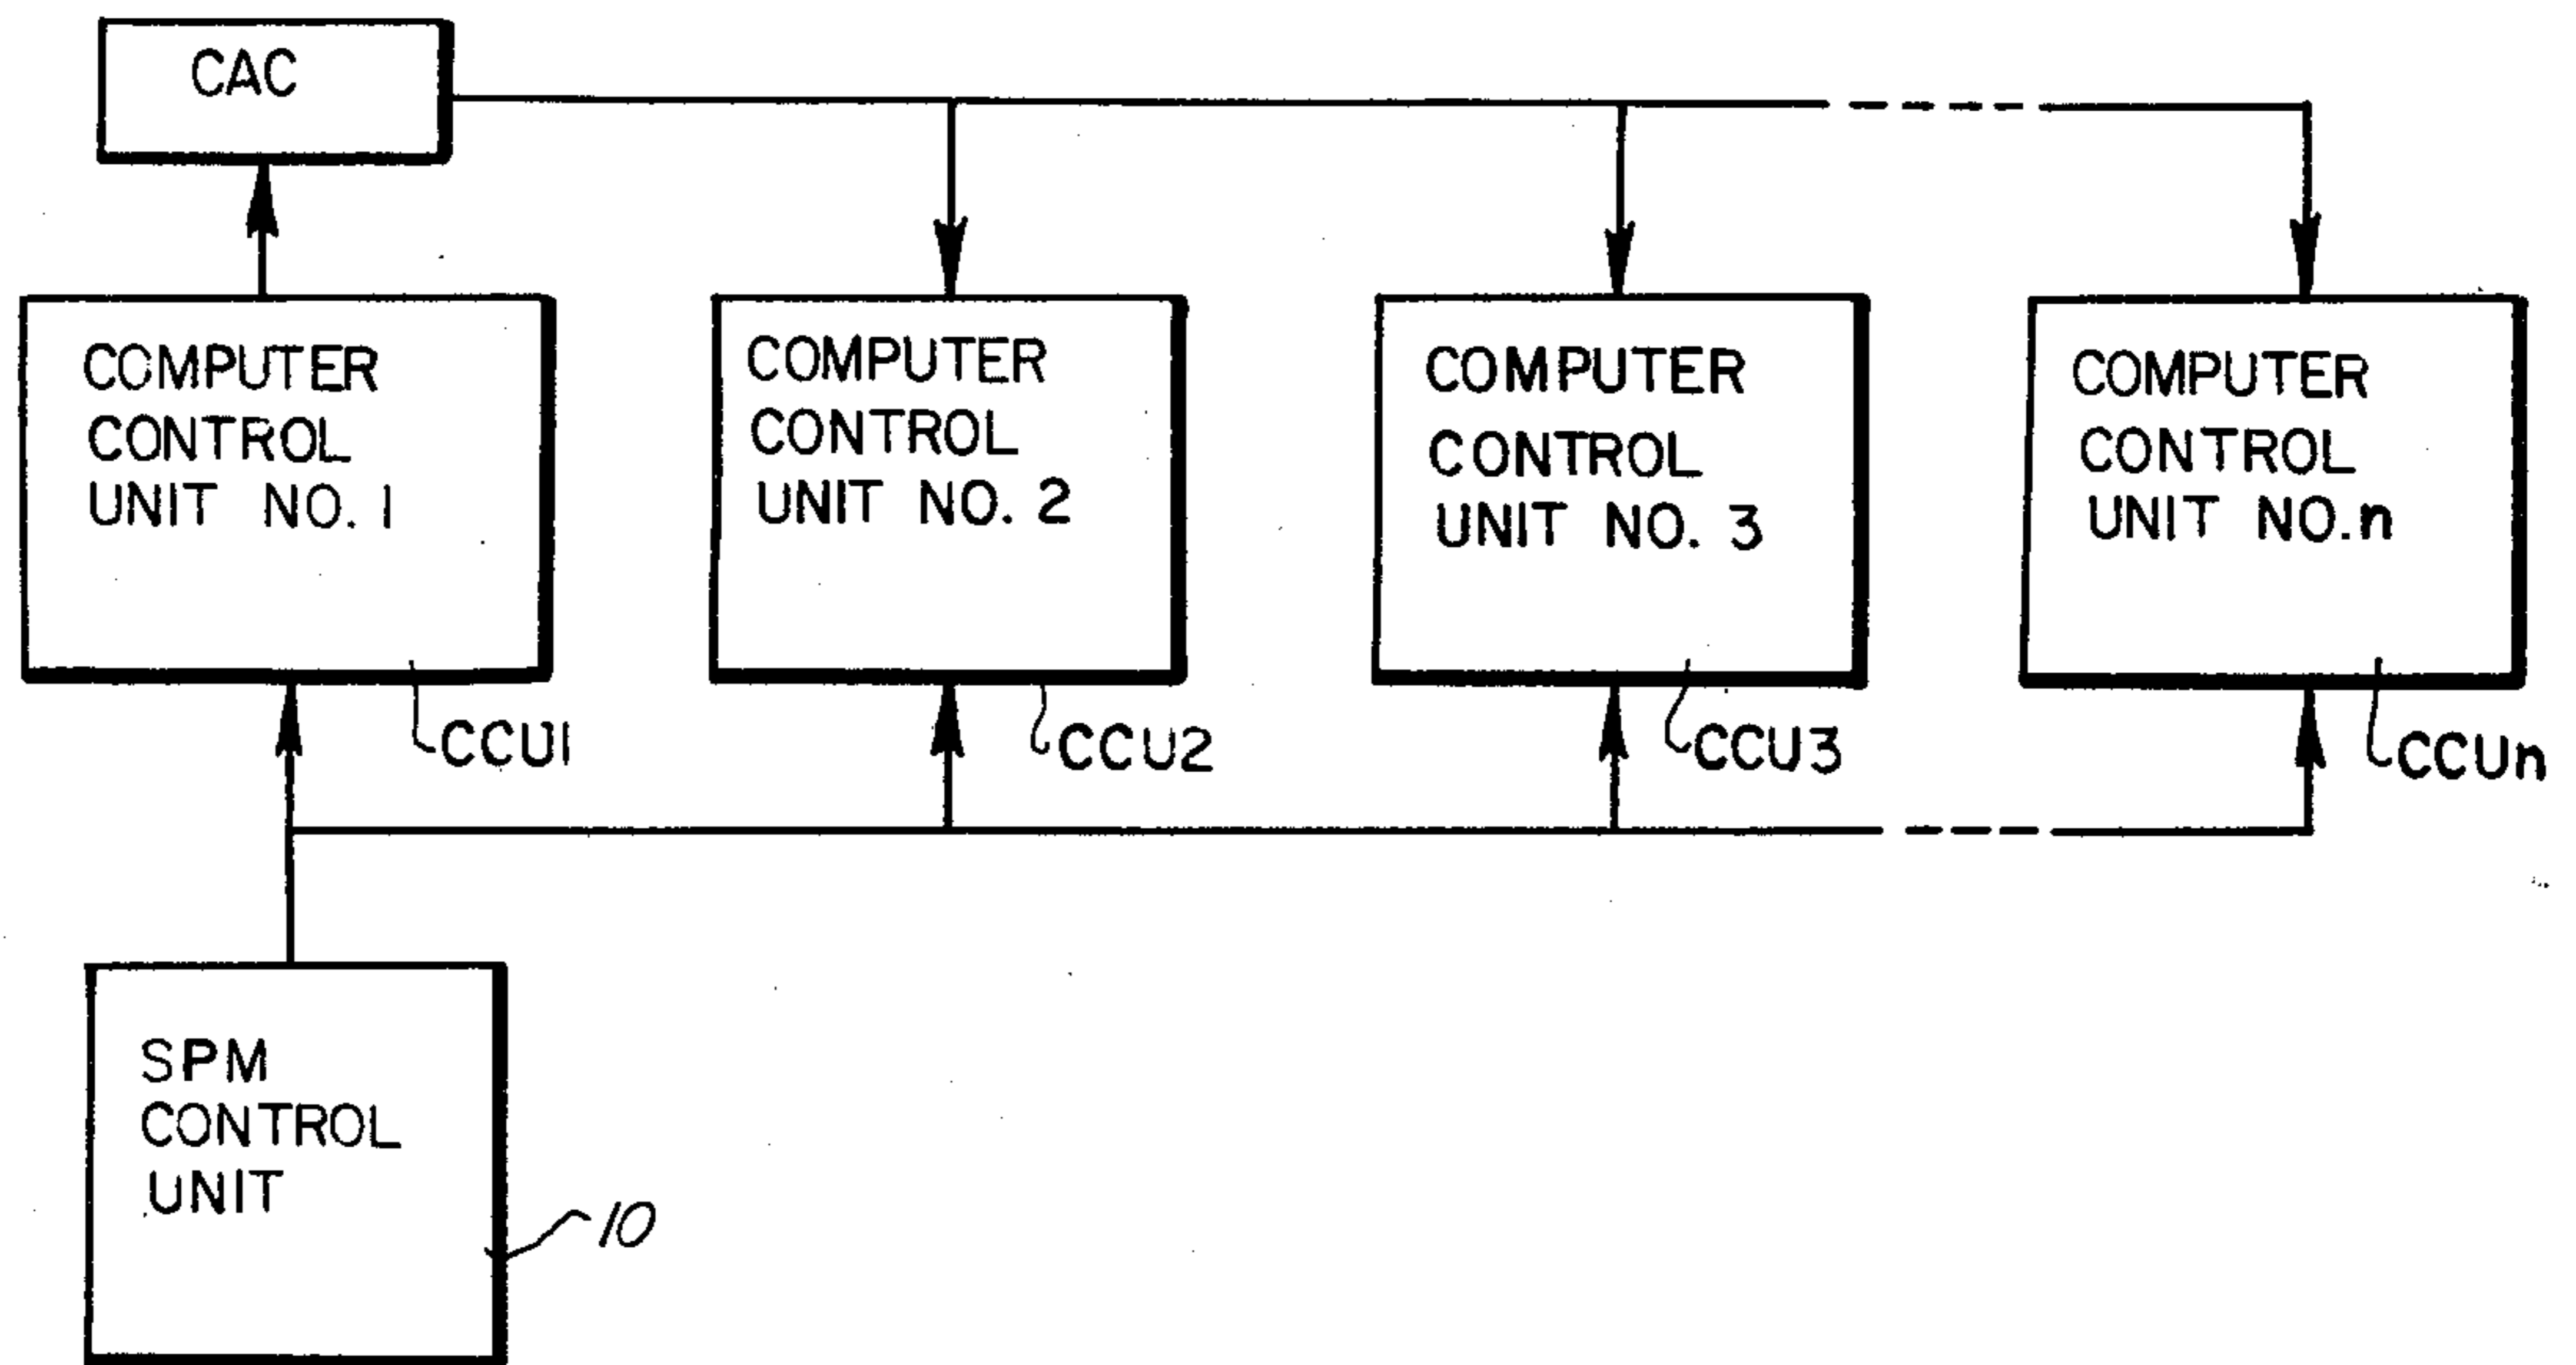 CAC
COMPUTER
CONTROL
UNIT NO. 1
COMPUTER
CONTROL
UNIT NO. 2
COMPUTER
CONTROL
UNIT NO. 3
COMPUTER
CONTROL
UNIT NO. n
CCU1
CCU2
CCU3
CCUn
SPM
CONTROL
UNIT
10